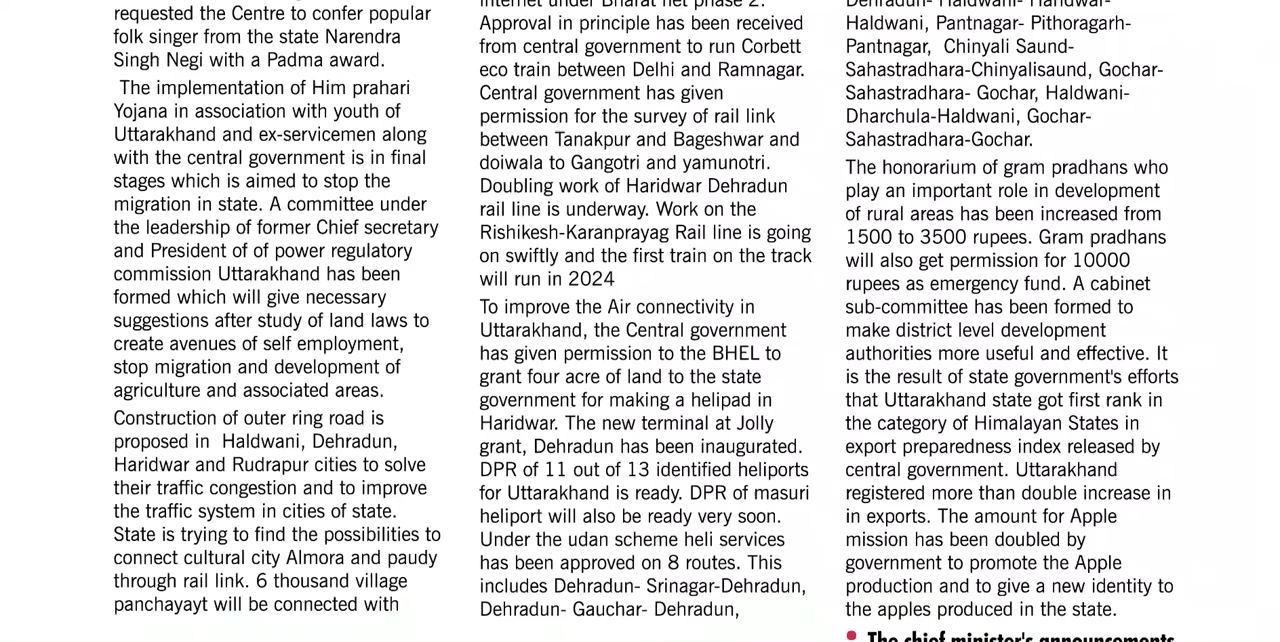 requested the Centre to confer popular
folk singer from the state Narendra
Singh Negi with a Padma award.
The implementation of Him prahari
Yojana in association with youth of
Uttarakhand and ex-servicemen along
with the central government is in final
stages which is aimed to stop the
migration in state. A committee under
the leadership of former Chief secretary
and President of of power regulatory
commission Uttarakhand has been
formed which will give necessary
suggestions after study of land laws to
create avenues of self employment,
stop migration and development of
agriculture and associated areas.
Construction of outer ring road is
proposed in Haldwani, Dehradun,
Haridwar and Rudrapur cities to solve
their traffic congestion and to improve
the traffic system in cities of state.
State is trying to find the possibilities to
connect cultural city Almora and paudy
through rail link. 6 thousand village
panchayayt will be connected with
internet under Bharat net phase 2.
Approval in principle has been received
from central government to run Corbett
eco train between Delhi and Ramnagar.
Central government has given
permission for the survey of rail link
between Tanakpur and Bageshwar and
doiwala to Gangotri and yamunotri.
Doubling work of Haridwar Dehradun
rail line is underway. Work on the
Rishikesh-Karanprayag Rail line is going
on swiftly and the first train on the track
will run in 2024
To improve the Air connectivity in
Uttarakhand, the Central government
has given permission to the BHEL to
grant four acre of land to the state
government for making a helipad in
Haridwar. The new terminal at Jolly
grant, Dehradun has been inaugurated.
DPR of 11 out of 13 identified heliports
for Uttarakhand is ready. DPR of masuri
heliport will also be ready very soon.
Under the udan scheme heli services
has been approved on 8 routes. This
includes Dehradun- Srinagar-Dehradun,
Dehradun- Gauchar- Dehradun,
Dehradun- Haldwani- Haridwar-
Haldwani, Pantnagar- Pithoragarh-
Pantnagar, Chinyali Saund-
Sahastradhara-Chinyalisaund, Gochar-
Sahastradhara- Gochar, Haldwani-
Dharchula-Haldwani, Gochar-
Sahastradhara-Gochar.
The honorarium of gram pradhans who
play an important role in development
of rural areas has been increased from
1500 to 3500 rupees. Gram pradhans
will also get permission for 10000
rupees as emergency fund. A cabinet
sub-committee has been formed to
make district level development
authorities more useful and effective. It
is the result of state government's efforts
that Uttarakhand state got first rank in
the category of Himalayan States in
export preparedness index released by
central government. Uttarakhand
registered more than double increase in
in exports. The amount for Apple
mission has been doubled by
government to promote the Apple
production and to give a new identity to
the apples produced in the state.
• The chief minister's announcements